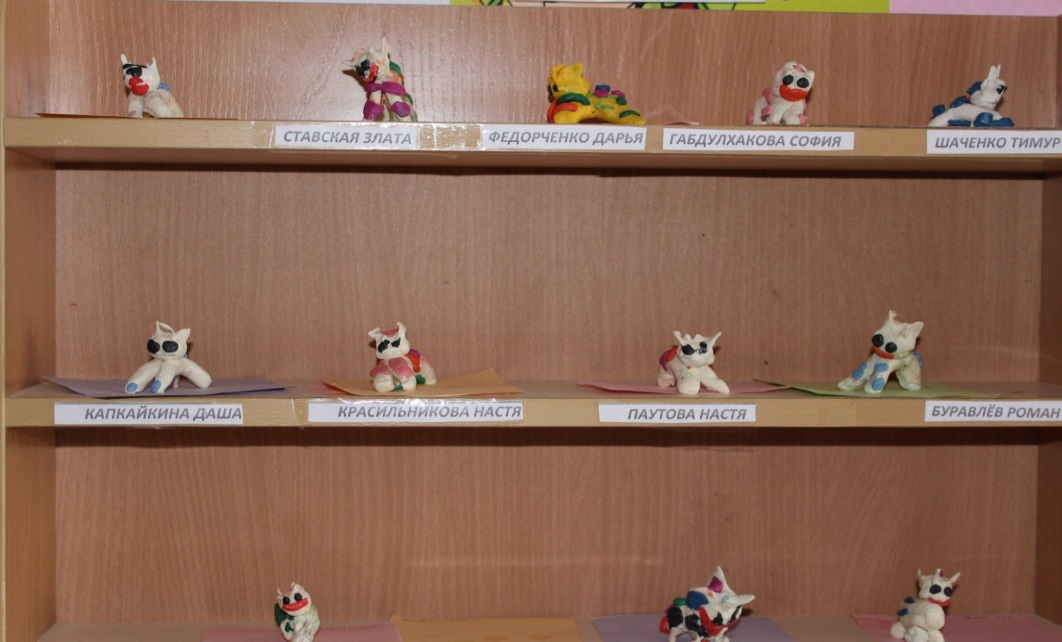 СТАВСКАЯ ЗЛАТА
ФЕДОРЧЕНКО ДАРЬЯ
ГАБДУЛХАКОВА СОФИЯ
ШАЧЕНКО ТИМУР
КАПКАЙКИНА ДАША
КРАСИЛЬНИКОВА НАСТЯ
ПАУТОВА НАСТЯ
БУРАВЛЁВ РОМАН